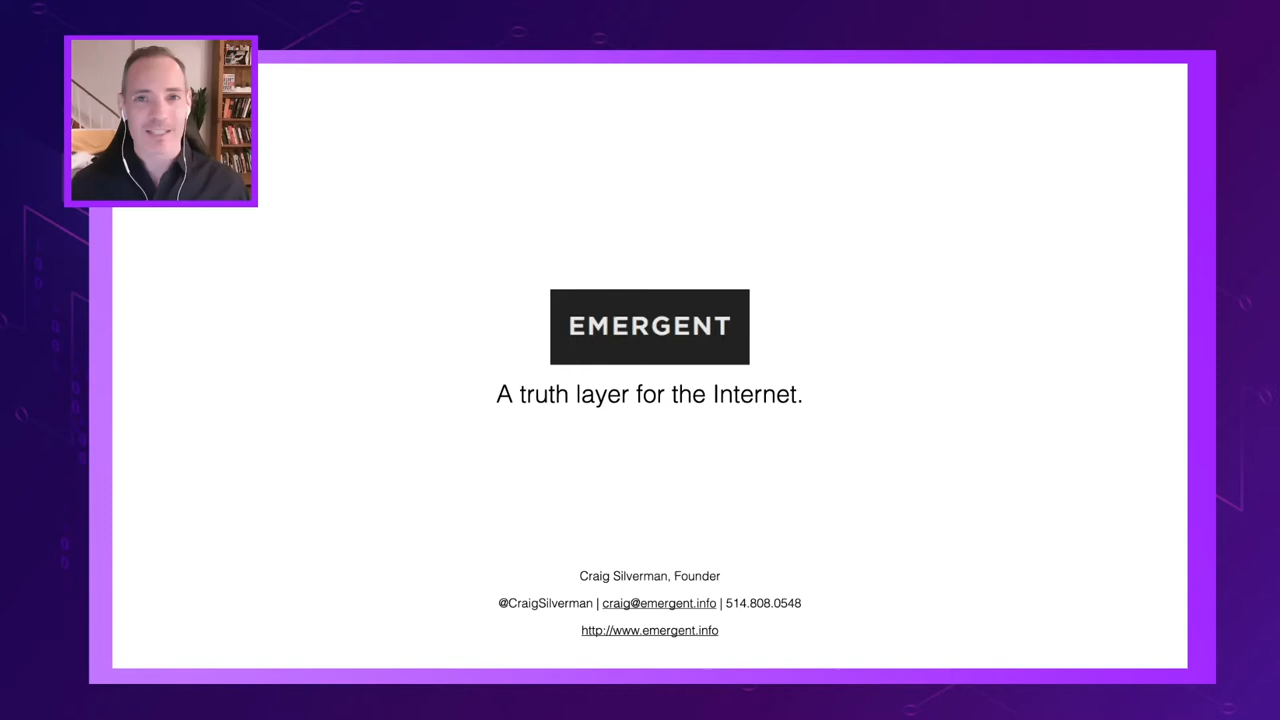 EMERGENT
A truth layer for the Internet.
Craig Silverman, Founder
@CraigSilverman | craig@emergent.info | 514.808.0548
http://www.emergent.info